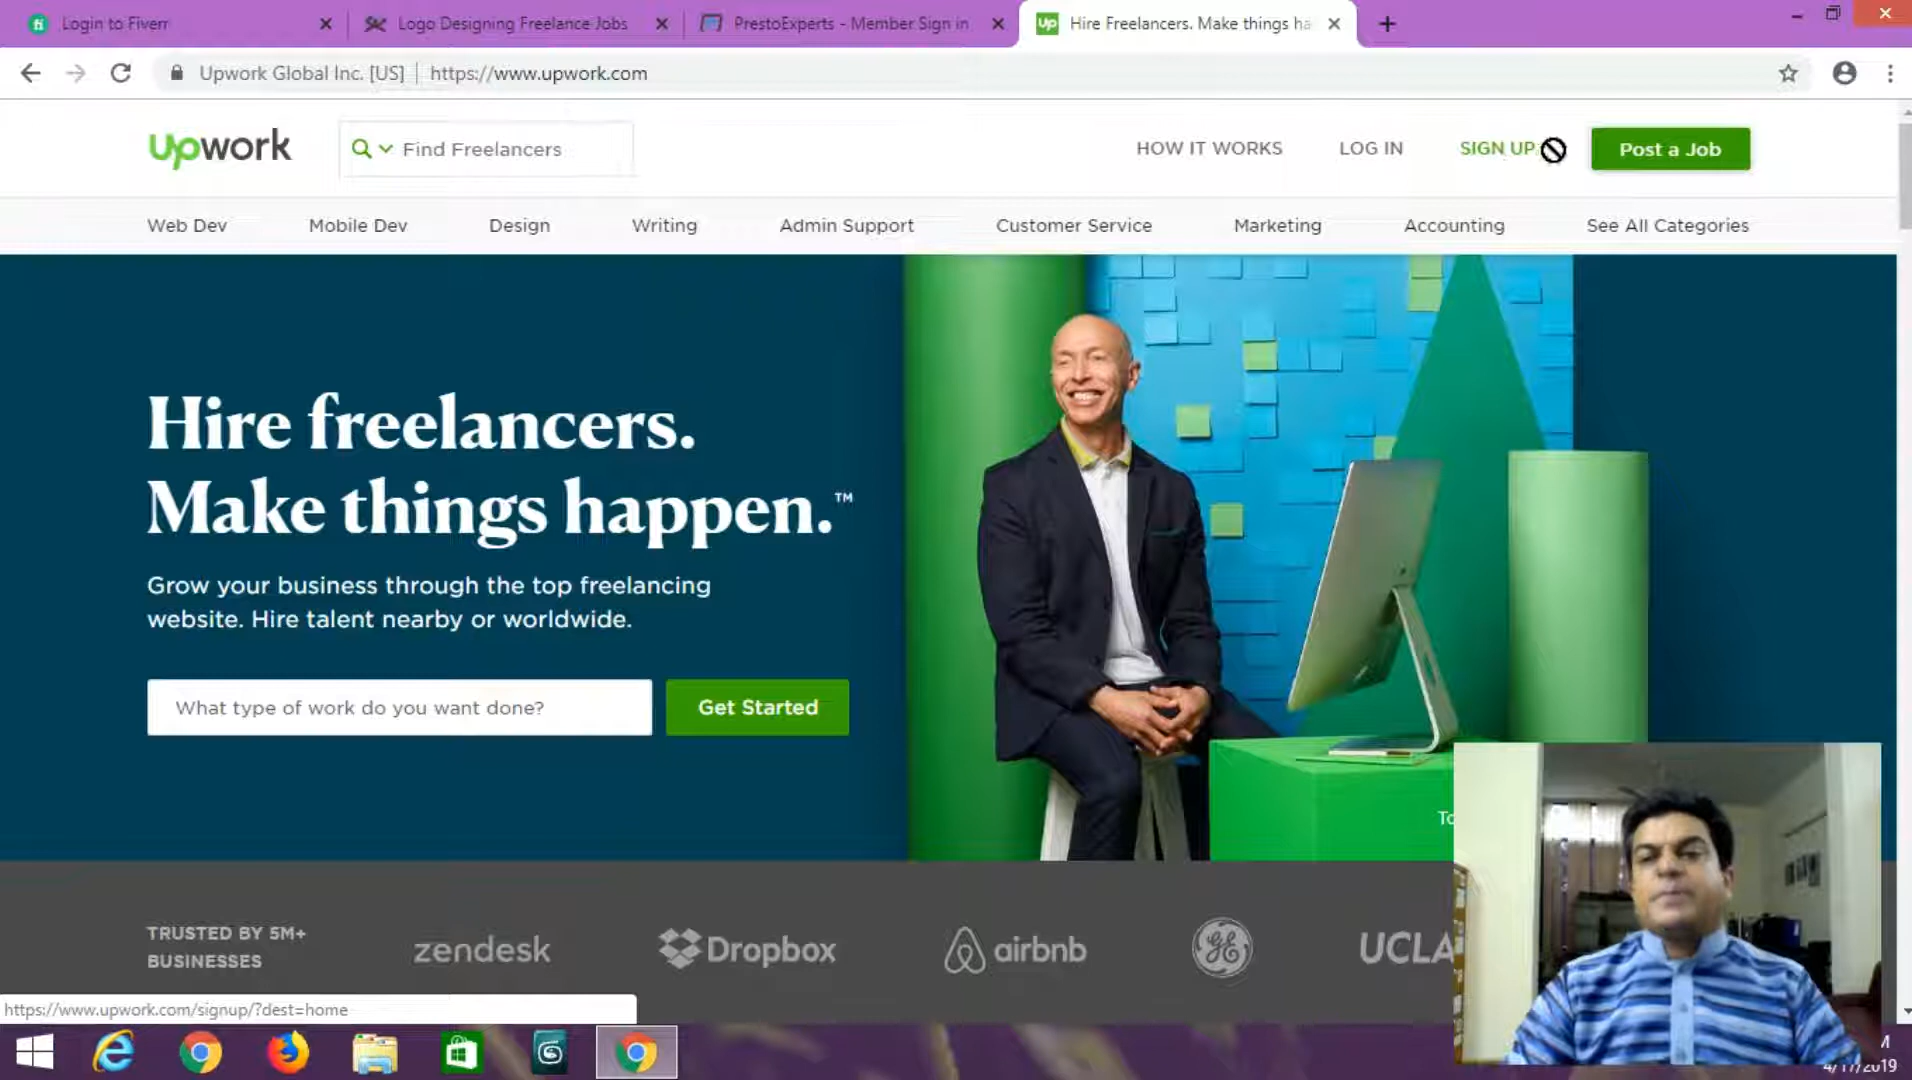 Login to Fiverr
Logo Designing Freelance Jobs
PrestoExperts - Member Sign in
Hire Freelancers. Make things ha
Upwork Global Inc. [US]
https://www.upwork.com
upwork
Find Freelancers
HOW IT WORKS
LOG IN
SIGN UP
Post a Job
Web Dev
Mobile Dev
Design
Writing
Admin Support
Customer Service
Marketing
Accounting
See All Categories
Hire freelancers.
Make things happen.™
Grow your business through the top freelancing
website. Hire talent nearby or worldwide.
What type of work do you want done?
Get Started
To
TRUSTED BY 5M+
BUSINESSES
zendesk
Dropbox
airbnb
GE
UCLA
https://www.upwork.com/signup/?dest=home
M
4/17/2019